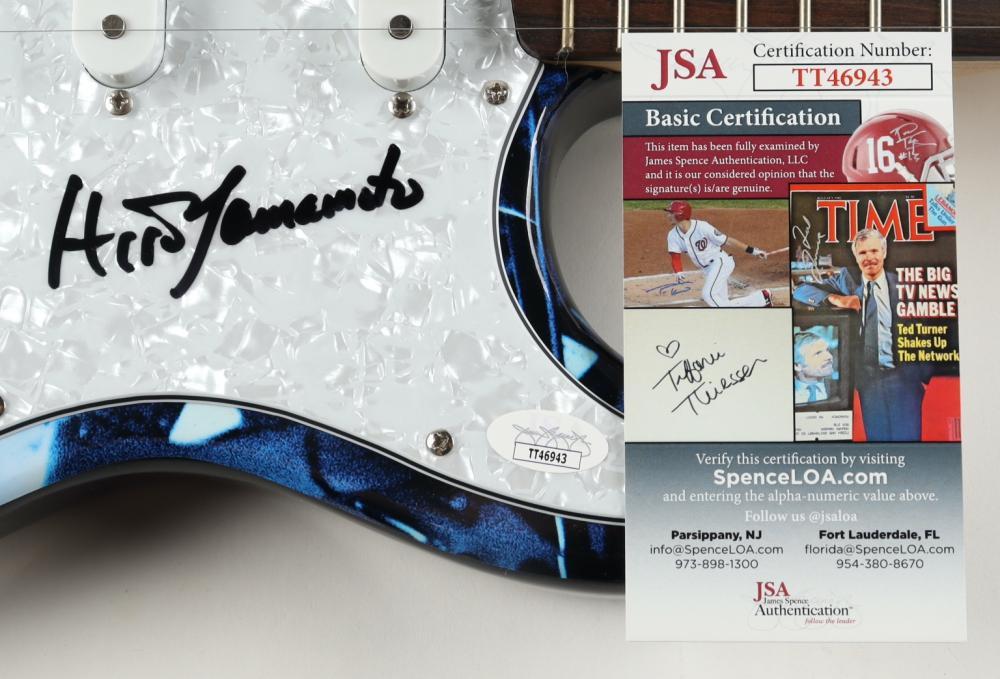 Hiro Yamamoto
TT46943
JSA
Certification Number:
TT46943
Basic Certification
This item has been fully examined by
James Spence Authentication, LLC
and it is our considered opinion that the
signature(s) is/are genuine.
16
TIME
THE BIG
TV NEWS
GAMBLE
Ted Turner
Shakes Up
The Network
Tiffani
Thiessen
Verify this certification by visiting
SpenceLOA.com
and entering the alpha-numeric value above.
Follow us @jsaloa
Parsippany, NJ
info@SpenceLOA.com
973-898-1300
Fort Lauderdale, FL
florida@SpenceLOA.com
954-380-8670
JSA
James Spence
Authentication
follow the leader